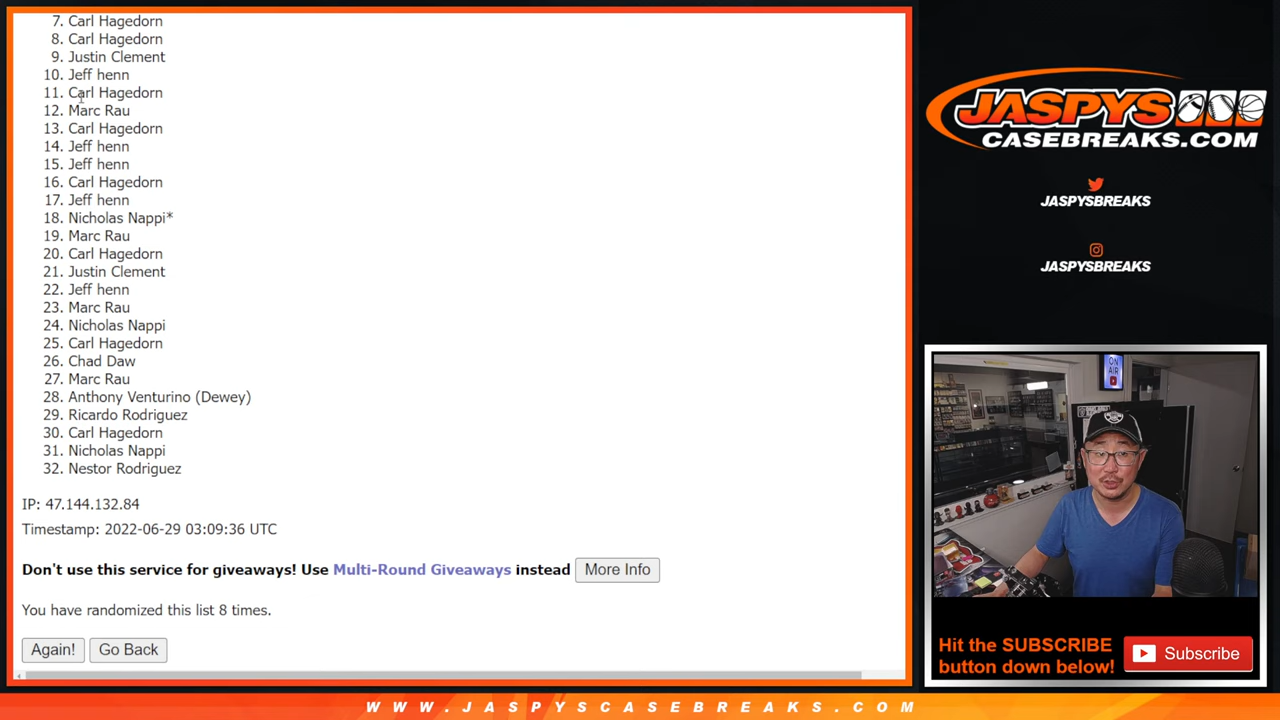 7. Carl Hagedorn
8. Carl Hagedorn
9. Justin Clement
10. Jeff henn
11. Carl Hagedorn
12. Marc Rau
13. Carl Hagedorn
14. Jeff henn
15. Jeff henn
16. Carl Hagedorn
17. Jeff henn
18. Nicholas Nappi*
19. Marc Rau
20. Carl Hagedorn
21. Justin Clement
22. Jeff henn
23. Marc Rau
24. Nicholas Nappi
25. Carl Hagedorn
26. Chad Daw
27. Marc Rau
28. Anthony Venturino (Dewey)
29. Ricardo Rodriguez
30. Carl Hagedorn
31. Nicholas Nappi
32. Nestor Rodriguez
IP: 47.144.132.84
Timestamp: 2022-06-29 03:09:36 UTC
Don't use this service for giveaways! Use Multi-Round Giveaways instead More Info
You have randomized this list 8 times.
Again! Go Back
JASPYS
CASEBREAKS.COM
JASPYSBREAKS
JASPYSBREAKS
ON AIR
Hit the SUBSCRIBE
button down below!
Subscribe
WWW.JASPYSCASEBREAKS.COM